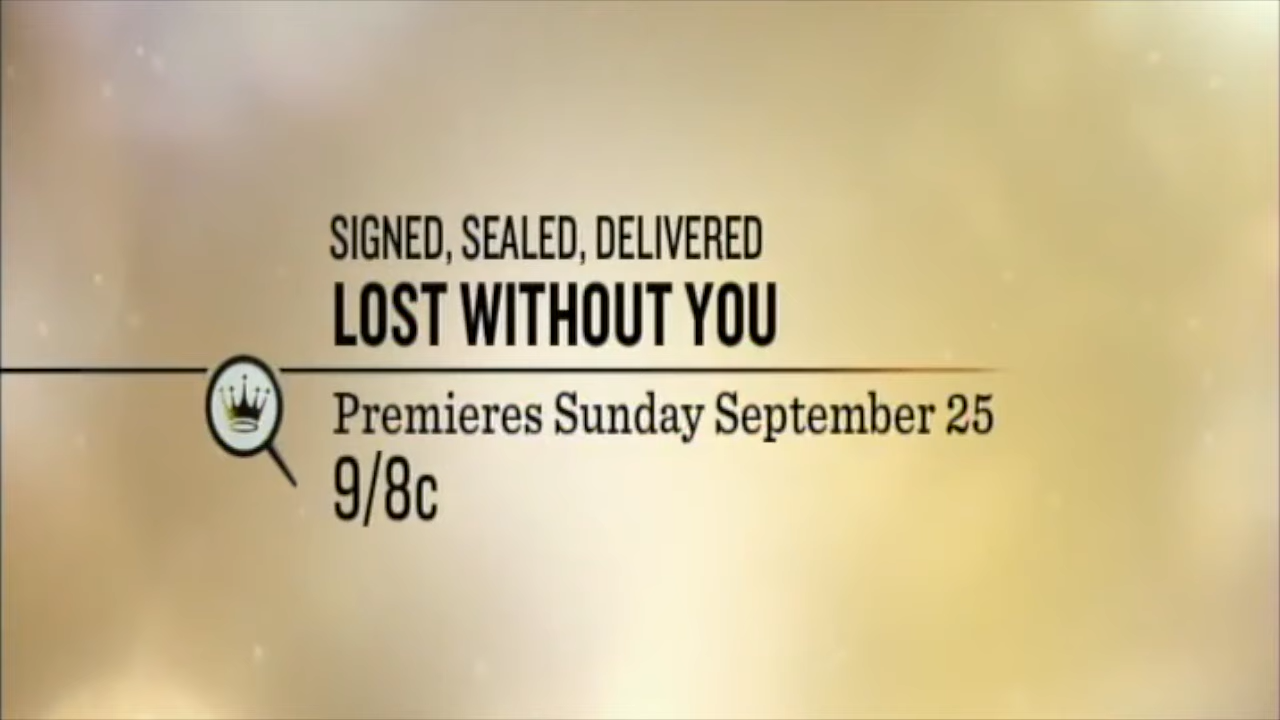 SIGNED, SEALED, DELIVERED
LOST WITHOUT YOU
Premieres Sunday September 25
9/8c